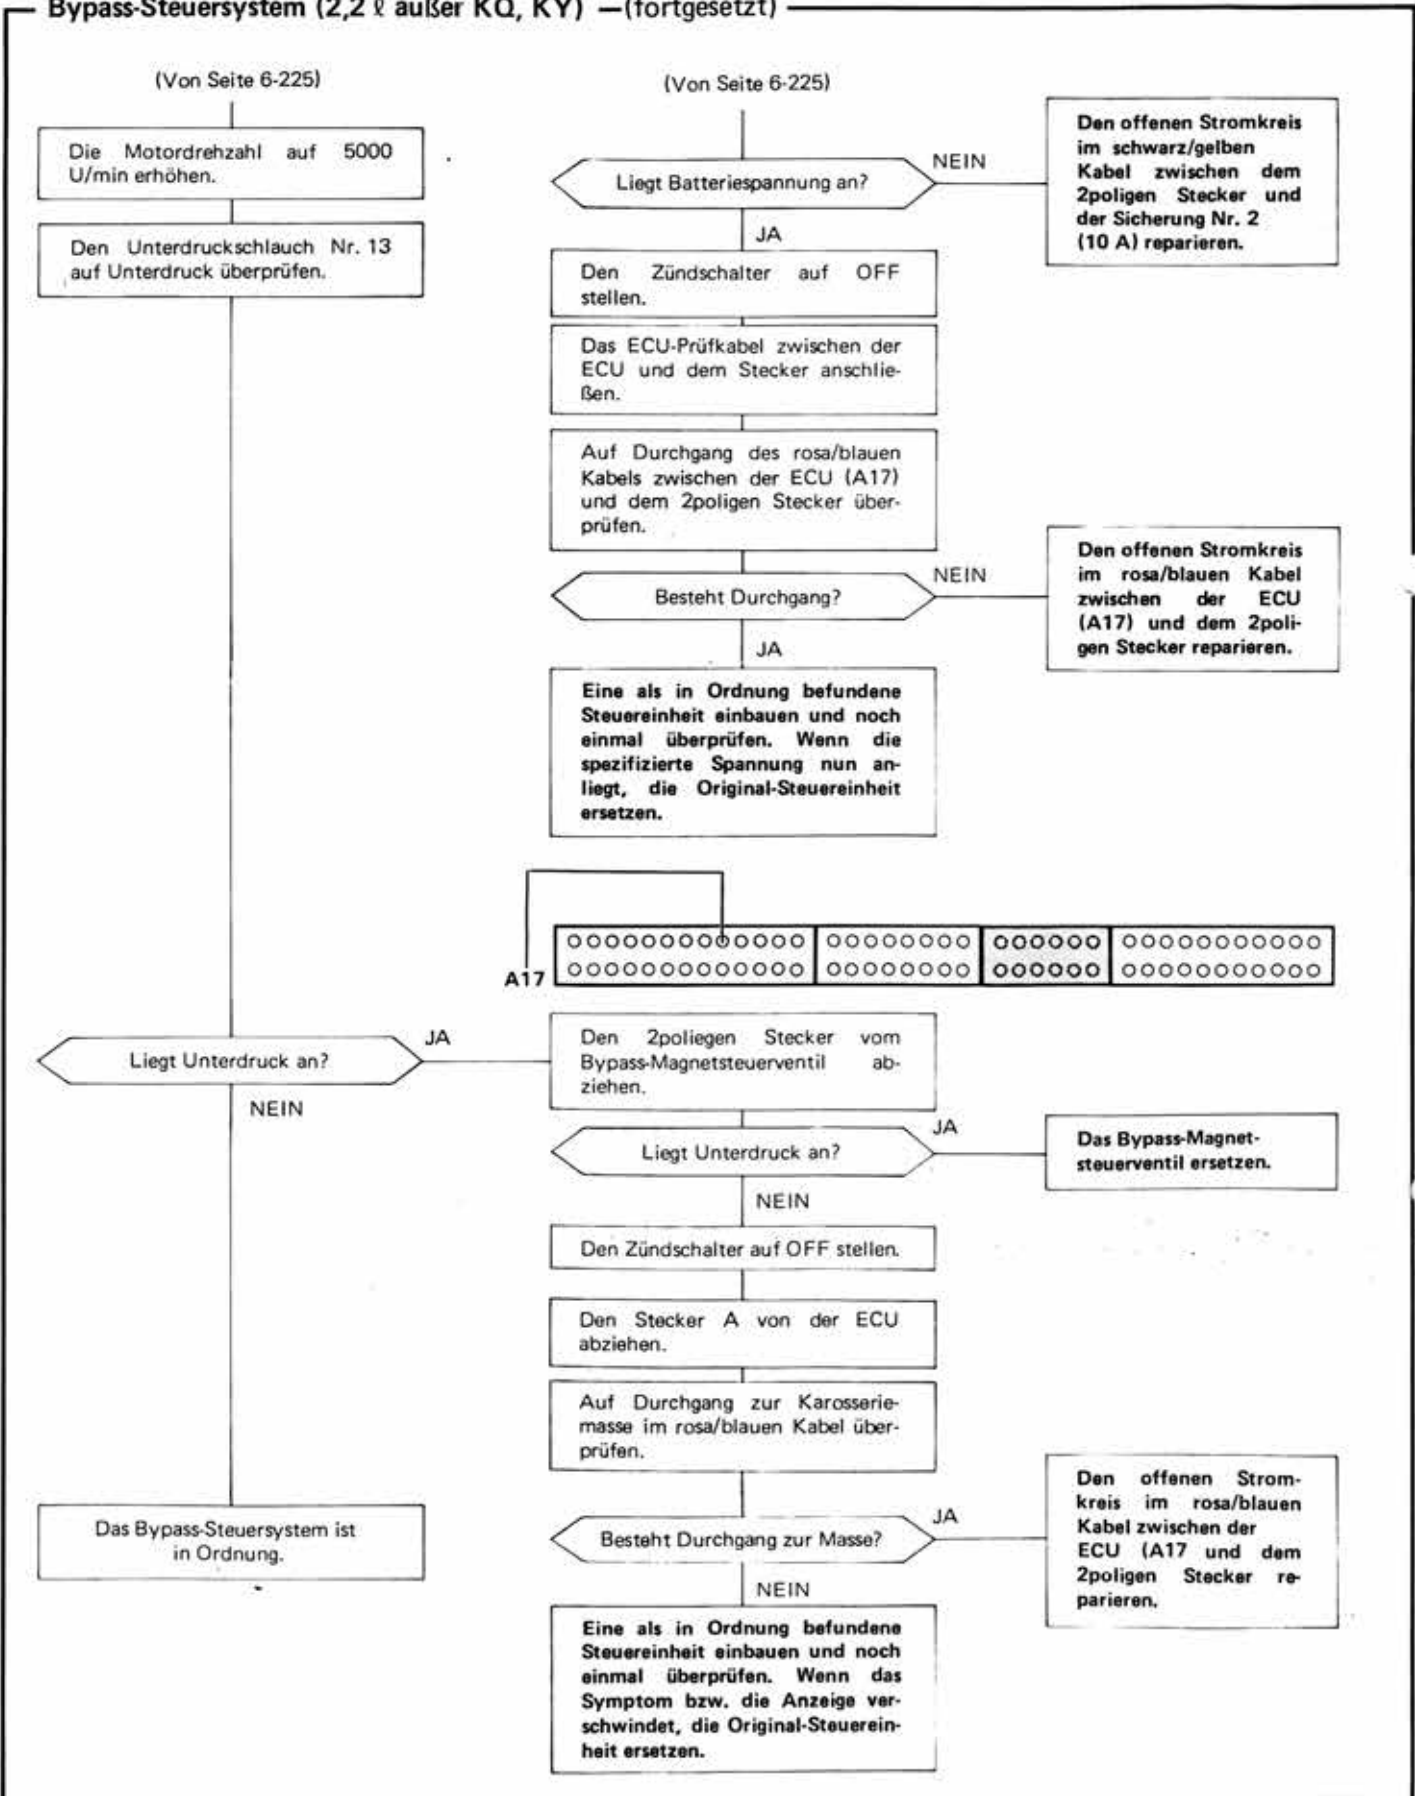 Bypass-Steuersystem (2,2 ℓ außer KQ, KY) —(fortgesetzt)
(Von Seite 6-225)
Die Motordrehzahl auf 5000
U/min erhöhen.
Den Unterdruckschlauch Nr. 13
auf Unterdruck überprüfen.
(Von Seite 6-225)
Liegt Batteriespannung an?
NEIN
Den offenen Stromkreis
im schwarz/gelben
Kabel zwischen dem
2poligen Stecker und
der Sicherung Nr. 2
(10 A) reparieren.
JA
Den Zündschalter auf OFF
stellen.
Das ECU-Prüfkabel zwischen der
ECU und dem Stecker anschlie-
ßen.
Auf Durchgang des rosa/blauen
Kabels zwischen der ECU (A17)
und dem 2poligen Stecker über-
prüfen.
Besteht Durchgang?
NEIN
Den offenen Stromkreis
im rosa/blauen Kabel
zwischen der ECU
(A17) und dem 2poli-
gen Stecker reparieren.
JA
Eine als in Ordnung befundene
Steuereinheit einbauen und noch
einmal überprüfen. Wenn die
spezifizierte Spannung nun an-
liegt, die Original-Steuereinheit
ersetzen.
A17
Liegt Unterdruck an?
JA
NEIN
Den 2poliegen Stecker vom
Bypass-Magnetsteuerventil ab-
ziehen.
Liegt Unterdruck an?
JA
Das Bypass-Magnet-
steuerventil ersetzen.
NEIN
Den Zündschalter auf OFF stellen.
Den Stecker A von der ECU
abziehen.
Auf Durchgang zur Karosserie-
masse im rosa/blauen Kabel über-
prüfen.
Das Bypass-Steuersystem ist
in Ordnung.
Besteht Durchgang zur Masse?
JA
Den offenen Strom-
kreis im rosa/blauen
Kabel zwischen der
ECU (A17 und dem
2poligen Stecker re-
parieren.
NEIN
Eine als in Ordnung befundene
Steuereinheit einbauen und noch
einmal überprüfen. Wenn das
Symptom bzw. die Anzeige ver-
schwindet, die Original-Steuerein-
heit ersetzen.